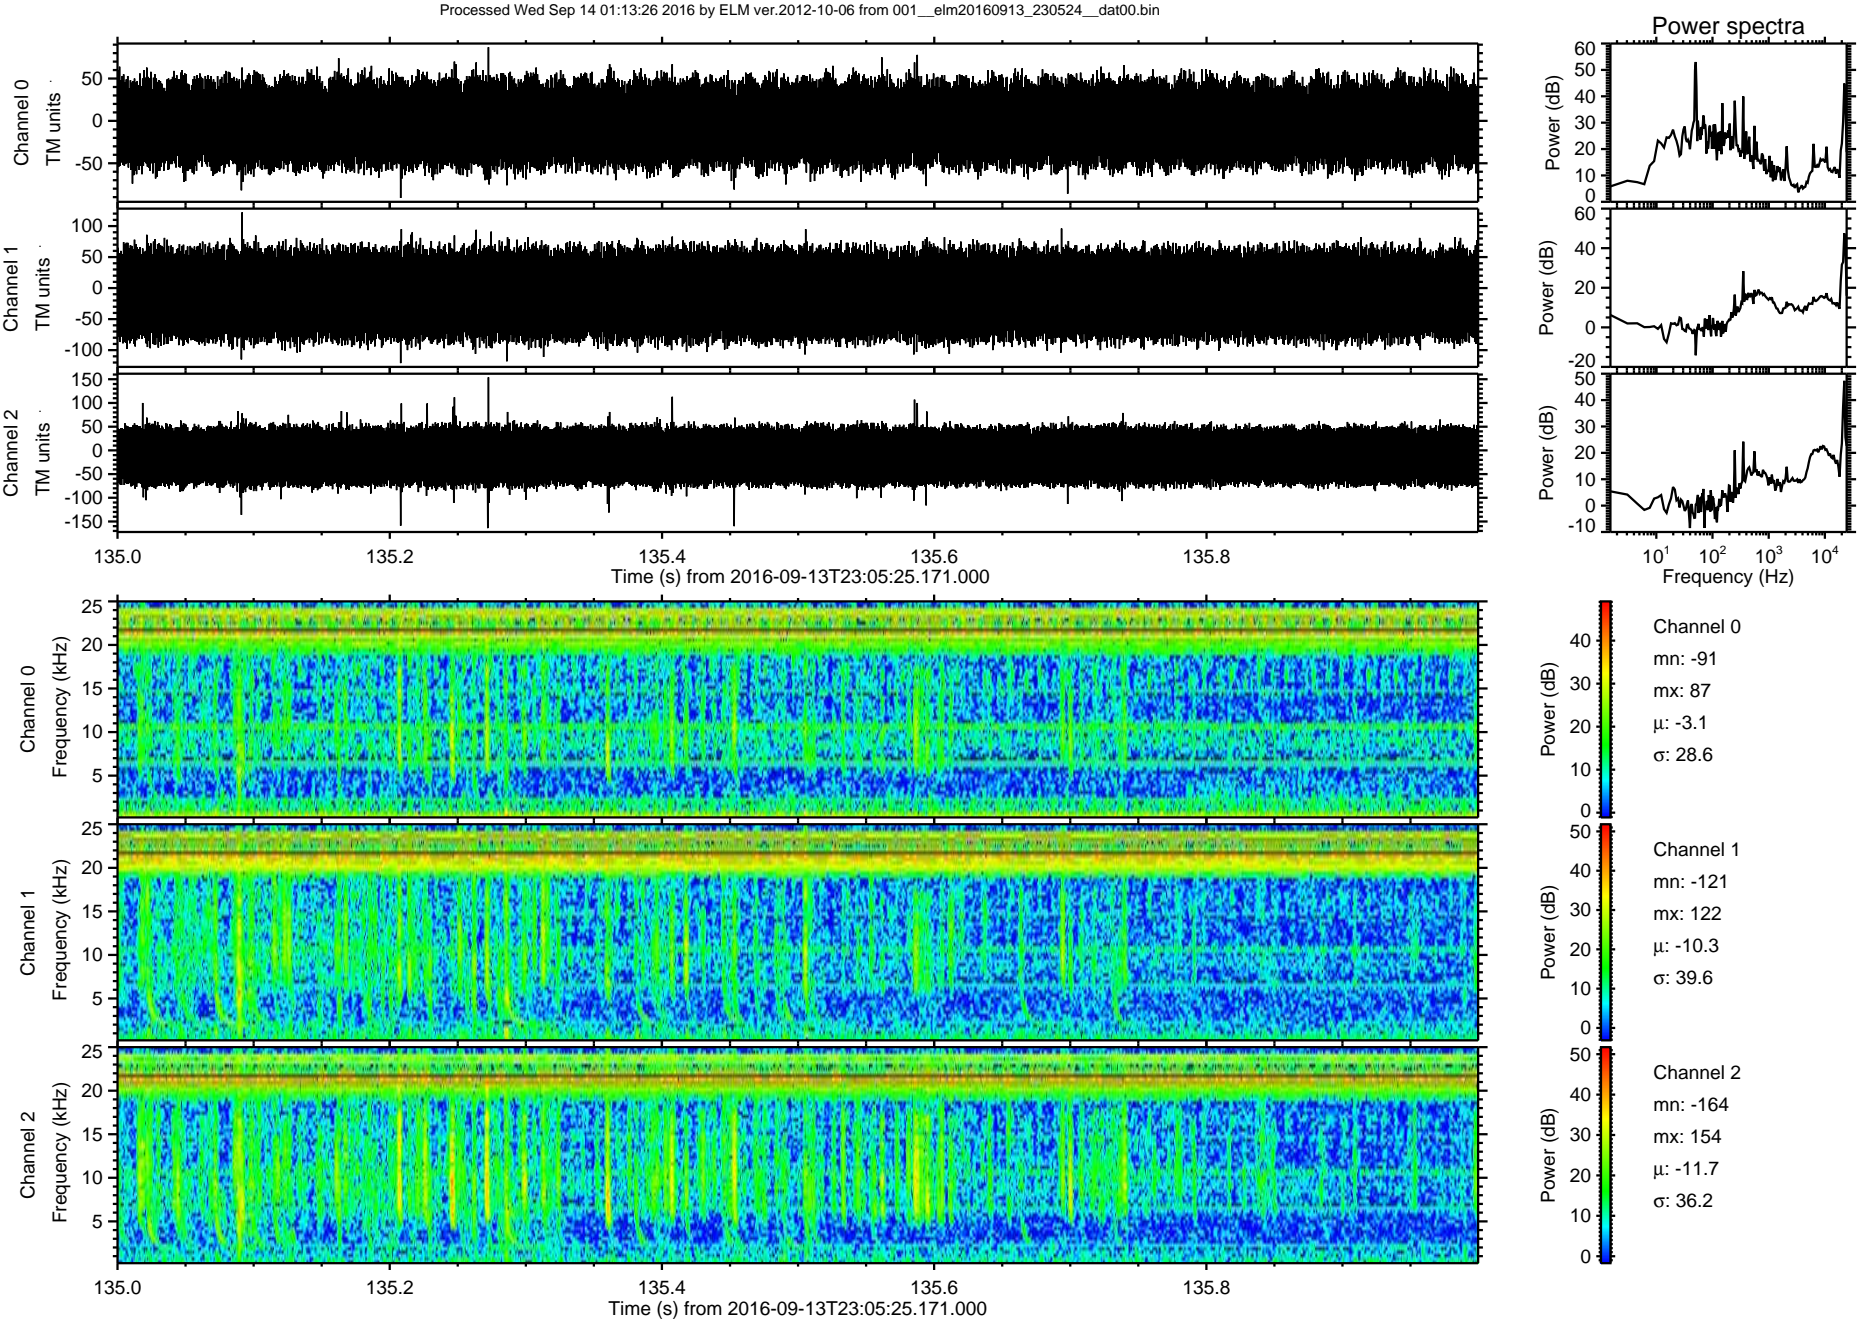 Processed Wed Sep 14 01:13:26 2016 by ELM ver.2012-10-06 from 001__elm20160913_230524__dat00.bin
Power spectra
Channel 0
TM units
50
0
-50
Power (dB)
60
50
40
30
20
10
0
Channel 1
TM units
100
50
0
-50
-100
Power (dB)
60
40
20
0
-20
Channel 2
TM units
150
100
50
0
-50
-100
-150
Power (dB)
50
40
30
20
10
0
-10
135.0 135.2 135.4 135.6 135.8
Time (s) from 2016-09-13T23:05:25.171.000
10¹ 10² 10³ 10⁴
Frequency (Hz)
Channel 0
Frequency (kHz)
25
20
15
10
5
Power (dB)
40
30
20
10
0
Channel 0
mn: -91
mx: 87
μ: -3.1
σ: 28.6
Channel 1
Frequency (kHz)
25
20
15
10
5
Power (dB)
50
40
30
20
10
0
Channel 1
mn: -121
mx: 122
μ: -10.3
σ: 39.6
Channel 2
Frequency (kHz)
25
20
15
10
5
Power (dB)
50
40
30
20
10
0
Channel 2
mn: -164
mx: 154
μ: -11.7
σ: 36.2
135.0 135.2 135.4 135.6 135.8
Time (s) from 2016-09-13T23:05:25.171.000